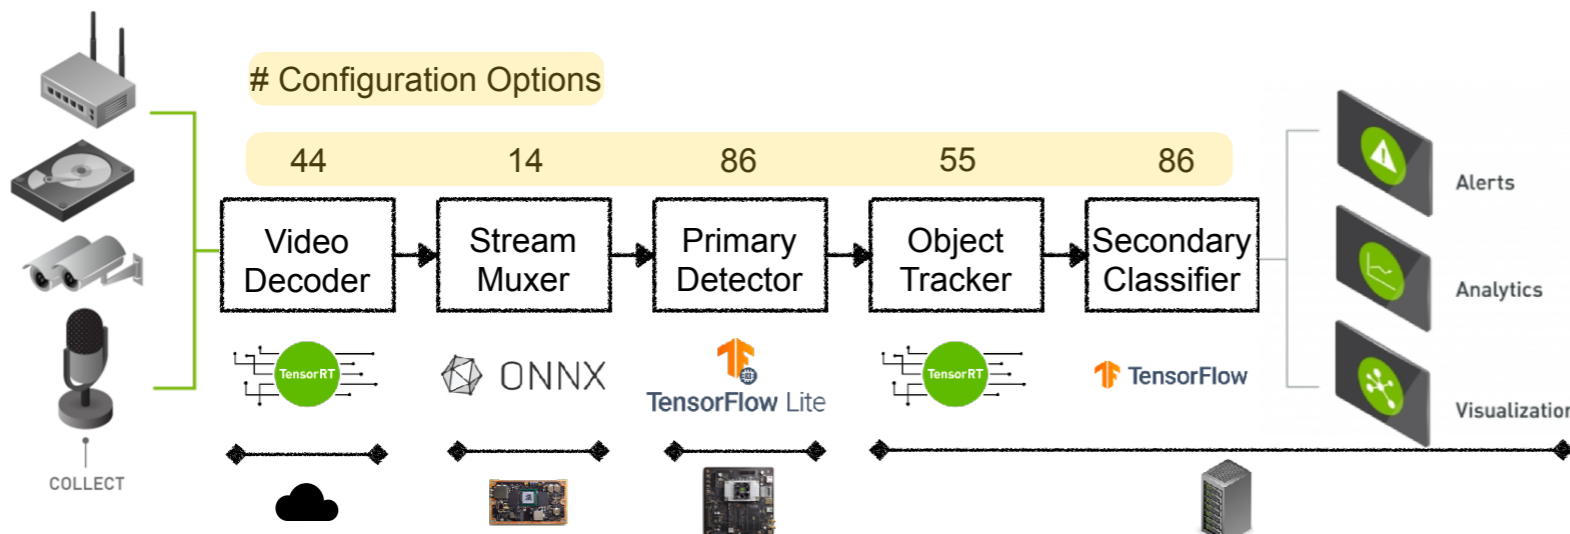 # Configuration Options
44 14 86 55 86
Video
Decoder
Stream
Muxer
Primary
Detector
Object
Tracker
Secondary
Classifier
TensorRT
ONNX
TensorFlow Lite
TensorRT
TensorFlow
Alerts
Analytics
Visualization
COLLECT